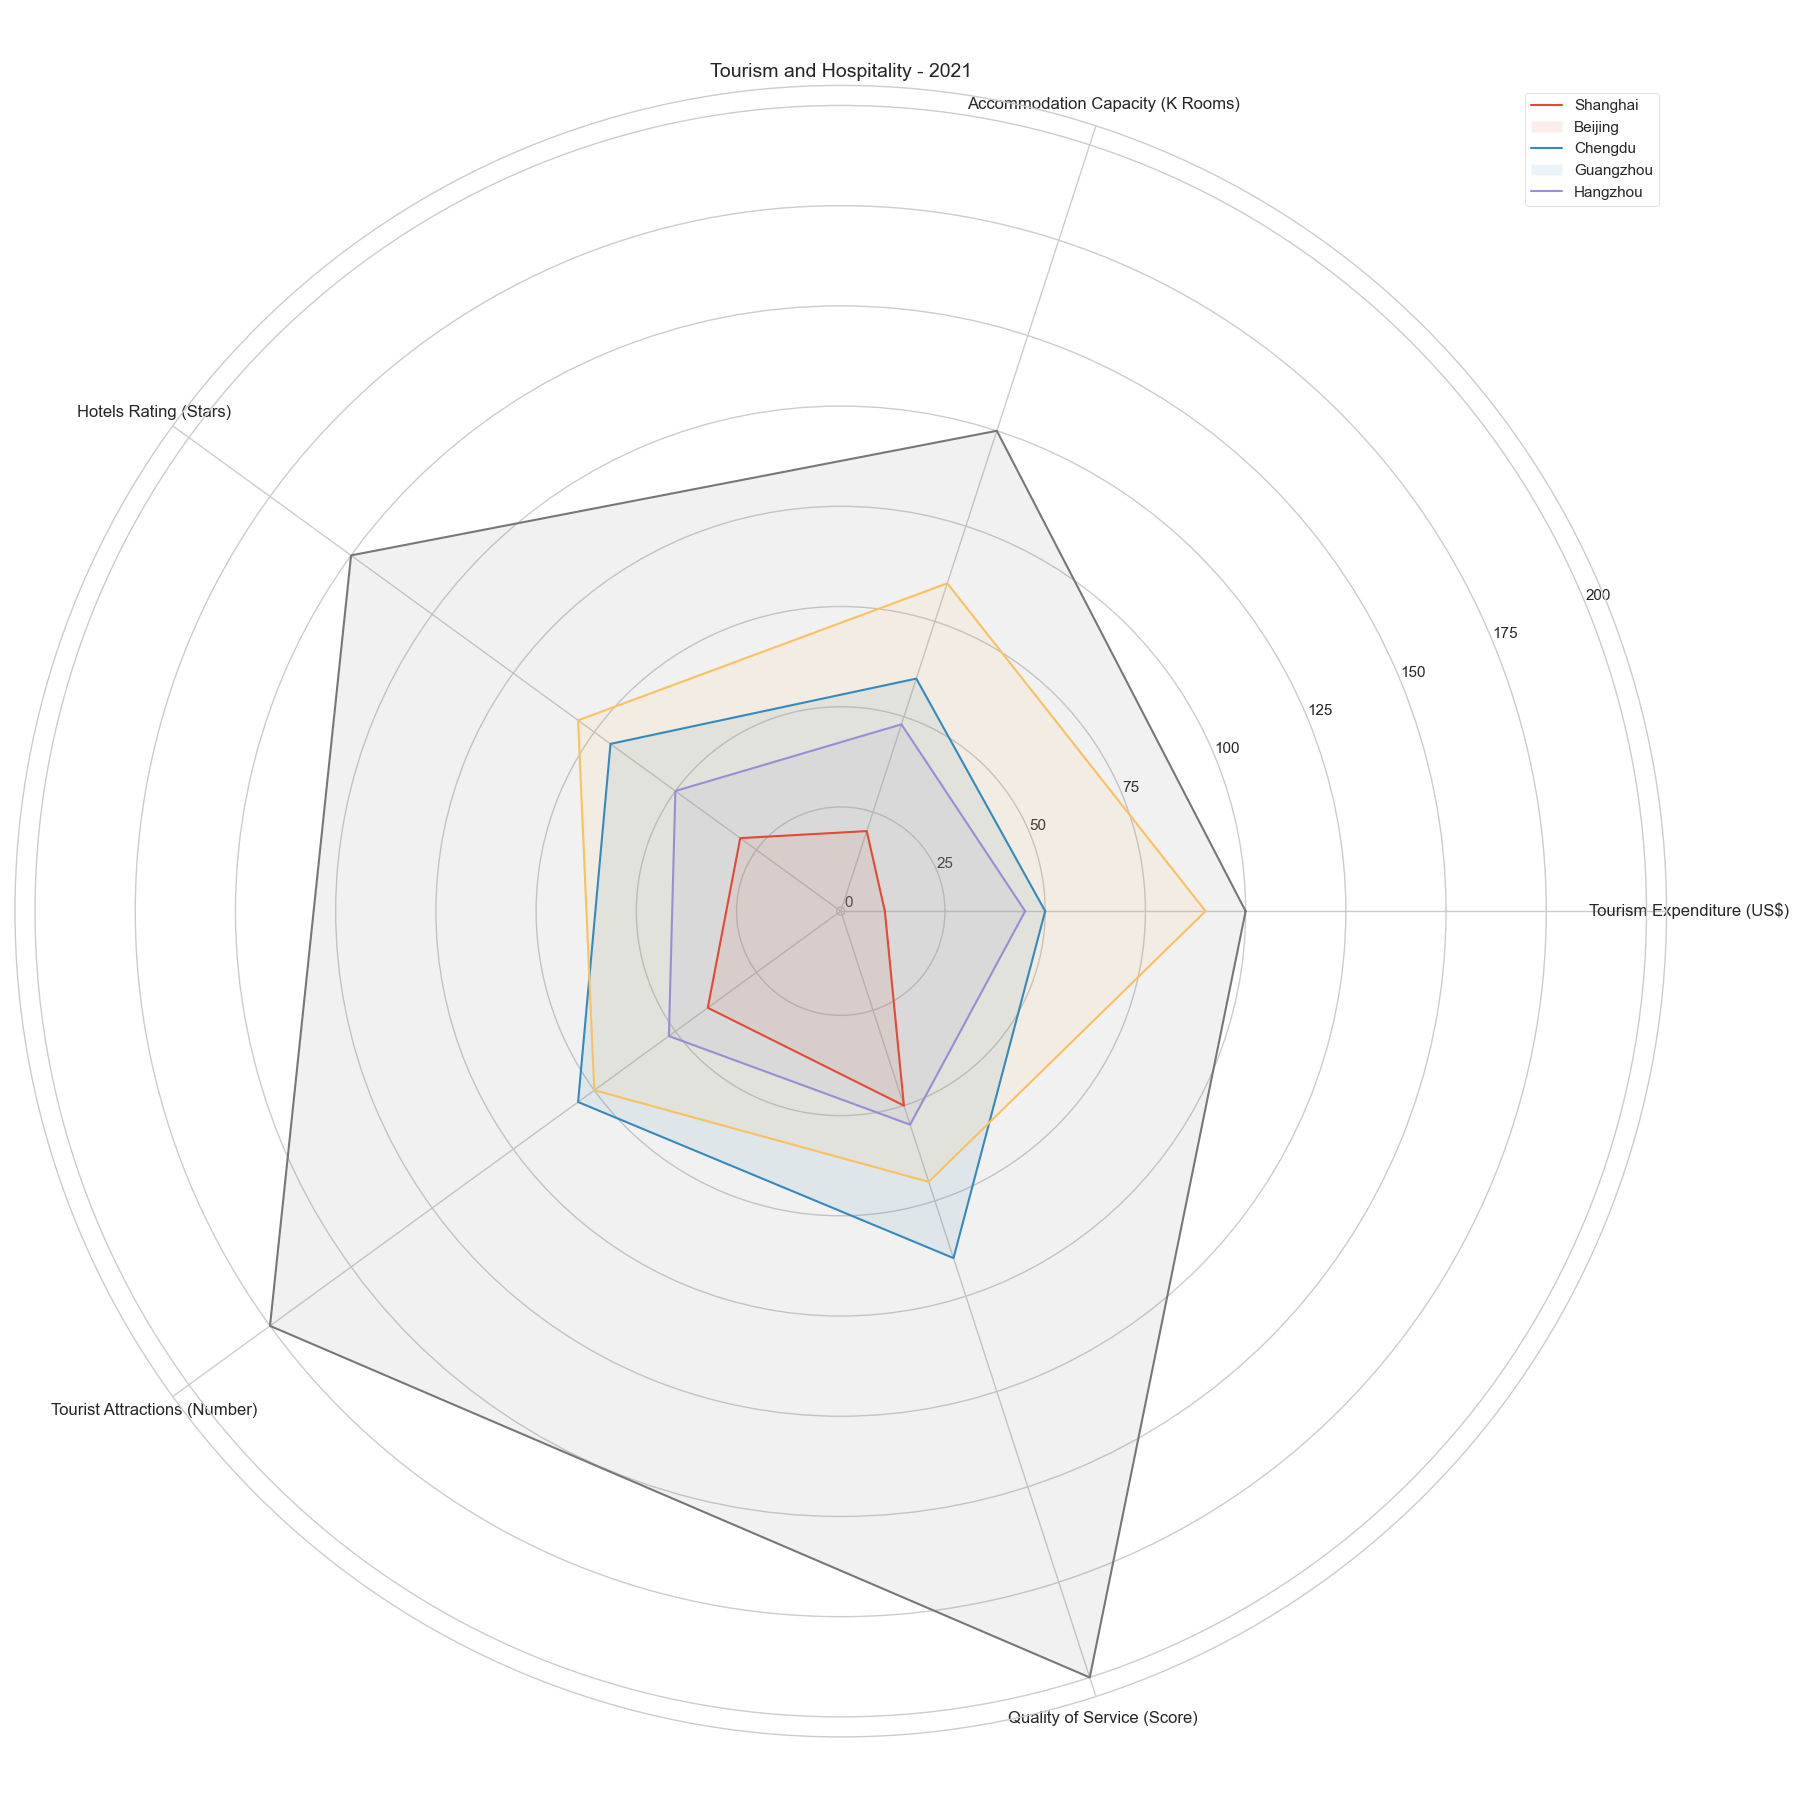 Tourism and Hospitality - 2021
Accommodation Capacity (K Rooms)
Shanghai
Beijing
Chengdu
Guangzhou
Hangzhou
Hotels Rating (Stars)
200
175
150
125
100
75
50
25
0
Tourism Expenditure (US$)
Tourist Attractions (Number)
Quality of Service (Score)